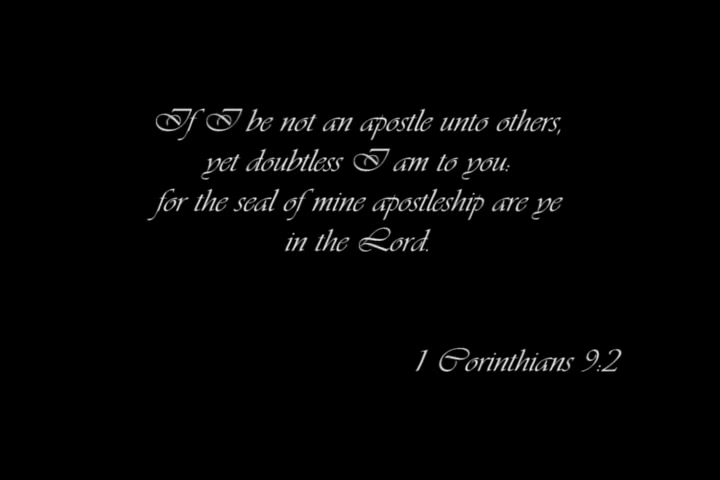 If I be not an apostle unto others,
yet doubtless I am to you:
for the seal of mine apostleship are ye
in the Lord.
1 Corinthians 9:2